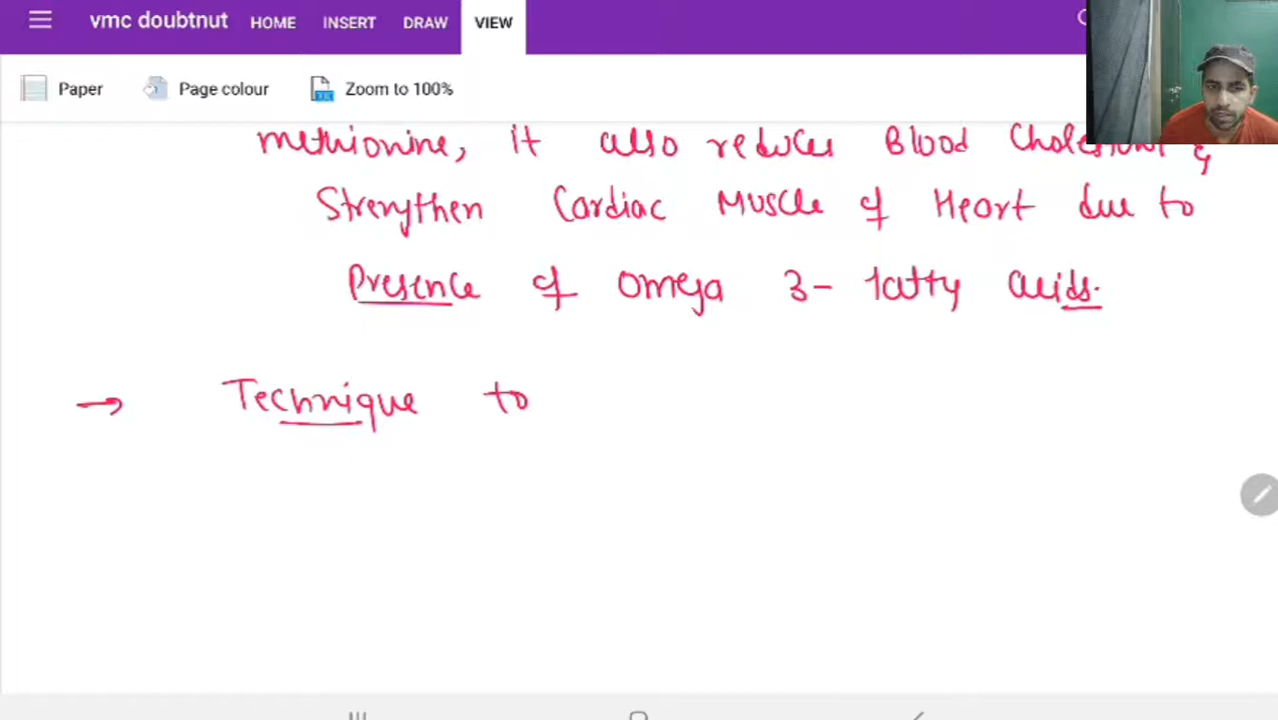 vmc doubtnut HOME INSERT DRAW VIEW
Paper Page colour Zoom to 100%
methionine, it also reduces Blood &
Strengthen Cardiac Muscle of Heart due to
Presence of Omega 3- fatty acids.
→ Technique to